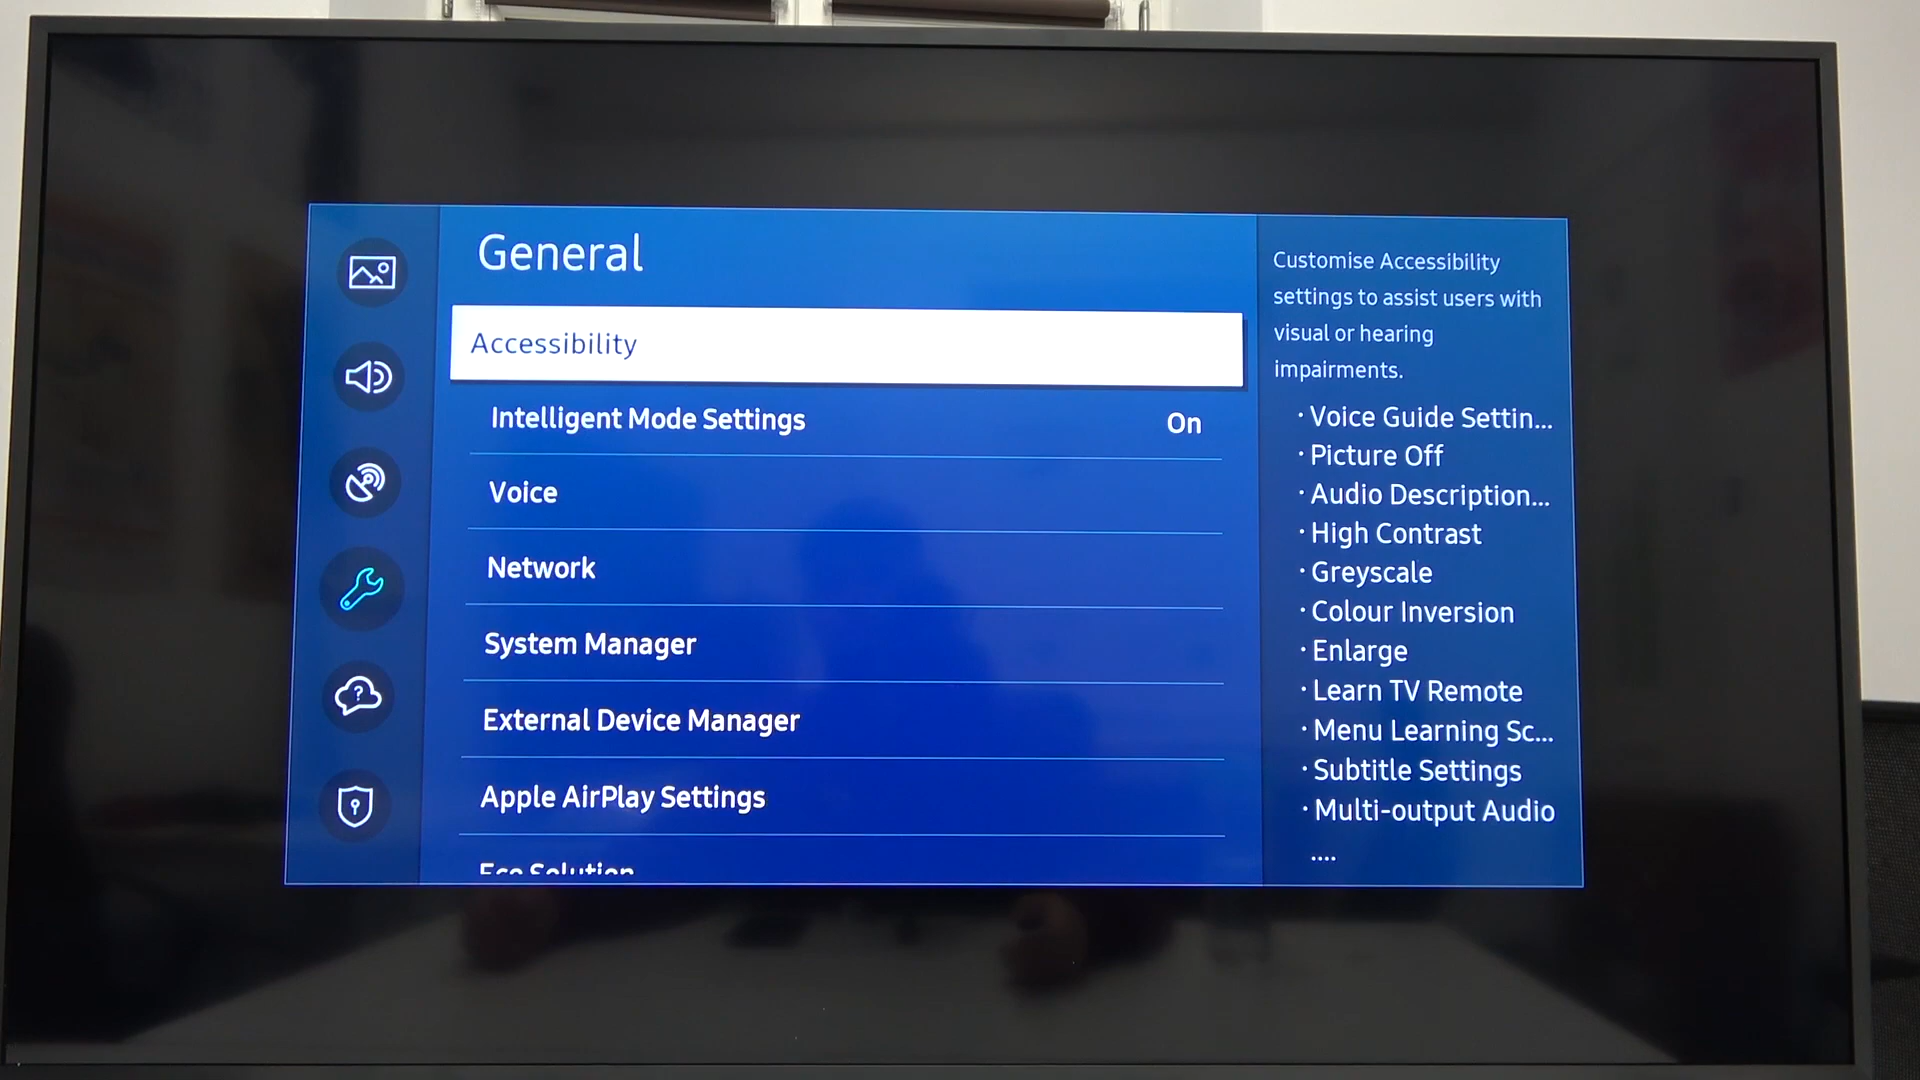 General
Accessibility
Intelligent Mode Settings On
Voice
Network
System Manager
External Device Manager
Apple AirPlay Settings
Eco Solution
Customise Accessibility
settings to assist users with
visual or hearing
impairments.
· Voice Guide Settin...
· Picture Off
· Audio Description...
· High Contrast
· Greyscale
· Colour Inversion
· Enlarge
· Learn TV Remote
· Menu Learning Sc...
· Subtitle Settings
· Multi-output Audio
....